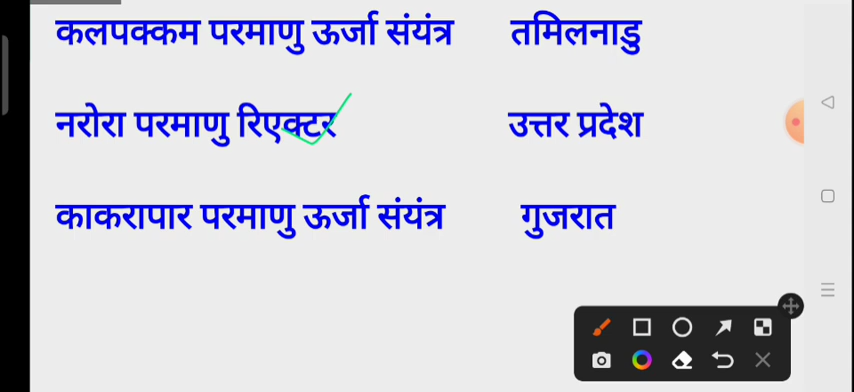 कलपक्कम परमाणु ऊर्जा संयंत्र तमिलनाडु
नरोरा परमाणु रिएक्टर उत्तर प्रदेश
काकरापार परमाणु ऊर्जा संयंत्र गुजरात